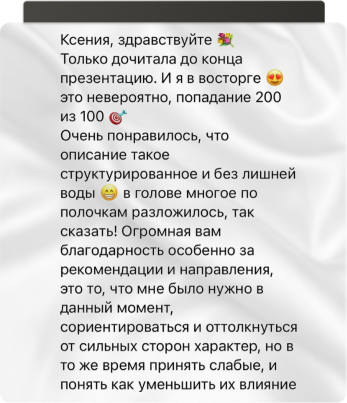 Ксения, здравствуйте 💐
Только дочитала до конца
презентацию. И я в восторге 😍
это невероятно, попадание 200
из 100 🎯
Очень понравилось, что
описание такое
структурированное и без лишней
воды 😁 в голове многое по
полочкам разложилось, так
сказать! Огромная вам
благодарность особенно за
рекомендации и направления,
это то, что мне было нужно в
данный момент,
сориентироваться и оттолкнуться
от сильных сторон характер, но в
то же время принять слабые, и
понять как уменьшить их влияние